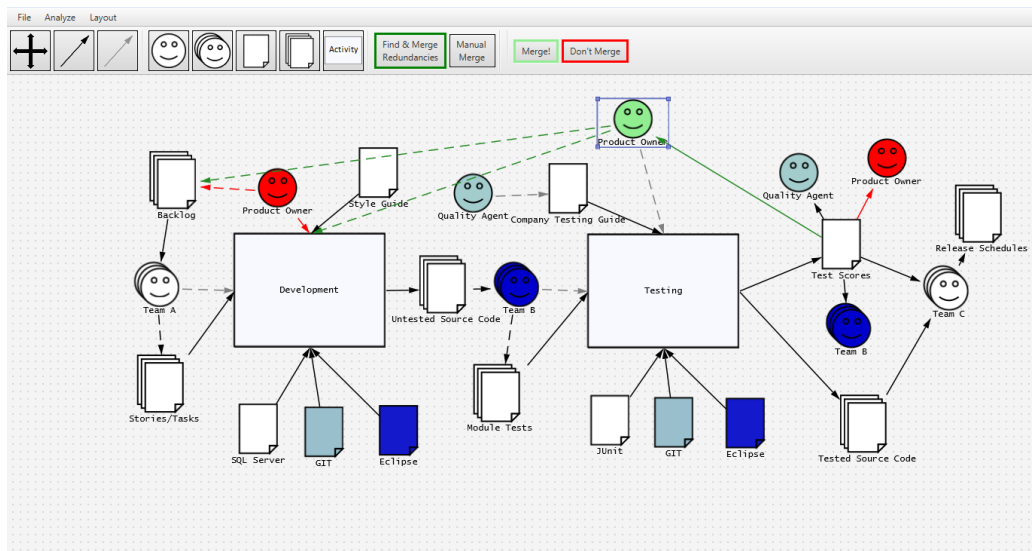 File Analyze Layout
Activity
Find & Merge
Redundancies
Manual
Merge
Merge!
Don't Merge
Product Owner
Backlog
Product Owner
Style Guide
Quality Agent
Company Testing Guide
Quality Agent
Product Owner
Release Schedules
Test Scores
Team A
Development
Untested Source Code
Team B
Testing
Team B
Team C
Stories/Tasks
SQL Server
GIT
Eclipse
Module Tests
JUnit
GIT
Eclipse
Tested Source Code